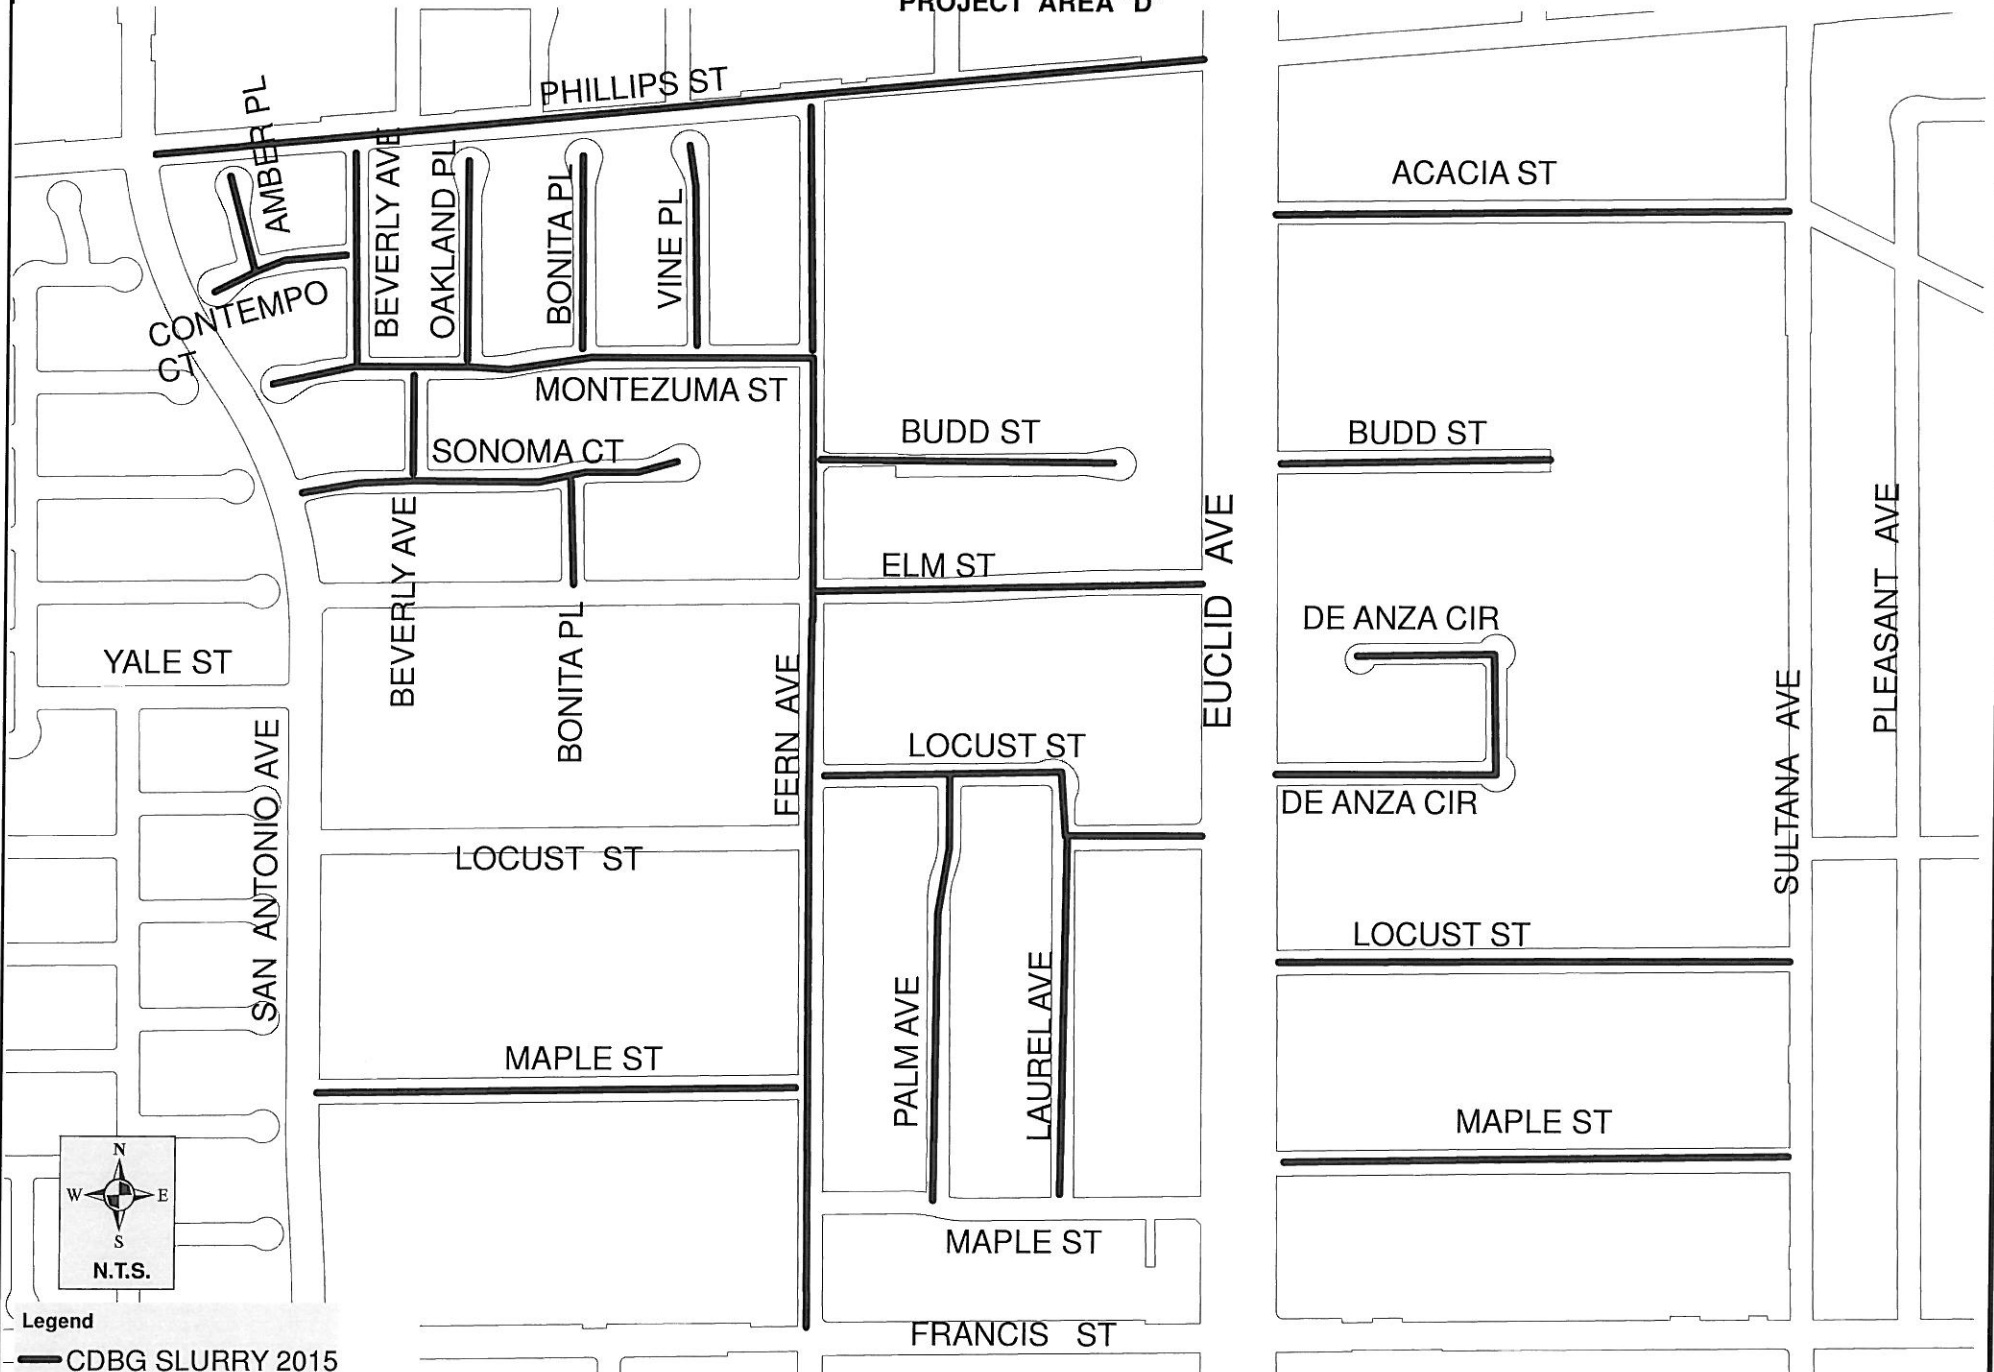 PROJECT AREA D
PHILLIPS ST
AMBER PL
BEVERLY AVE
OAKLAND PL
BONITA PL
VINE PL
ACACIA ST
CONTEMPO
CT
MONTEZUMA ST
SONOMA CT
BUDD ST
BUDD ST
EUCLID AVE
PLEASANT AVE
BEVERLY AVE
ELM ST
DE ANZA CIR
YALE ST
BONITA PL
FERN AVE
SULTANA AVE
SAN ANTONIO AVE
LOCUST ST
DE ANZA CIR
LOCUST ST
LOCUST ST
PALM AVE
LAUREL AVE
MAPLE ST
MAPLE ST
N
W E
S
N.T.S.
MAPLE ST
Legend
FRANCIS ST
CDBG SLURRY 2015